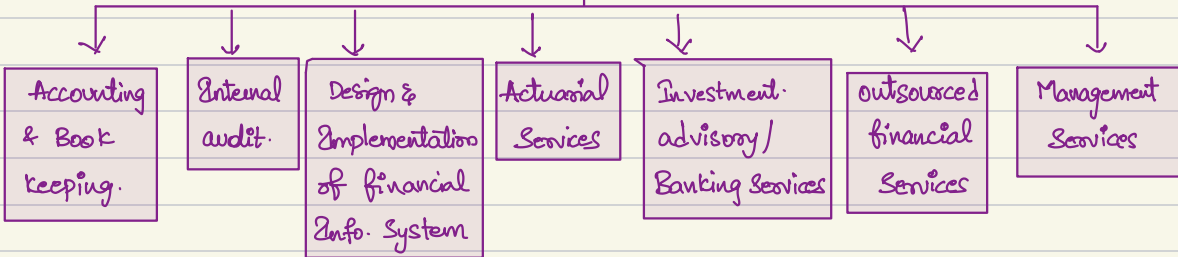 Accounting
& Book
keeping.
Internal
audit.
Design &
Implementation
of financial
Info. System
Actuarial
Services
Investment.
advisory/
Banking Services
outsourced
financial
Services
Management
Services